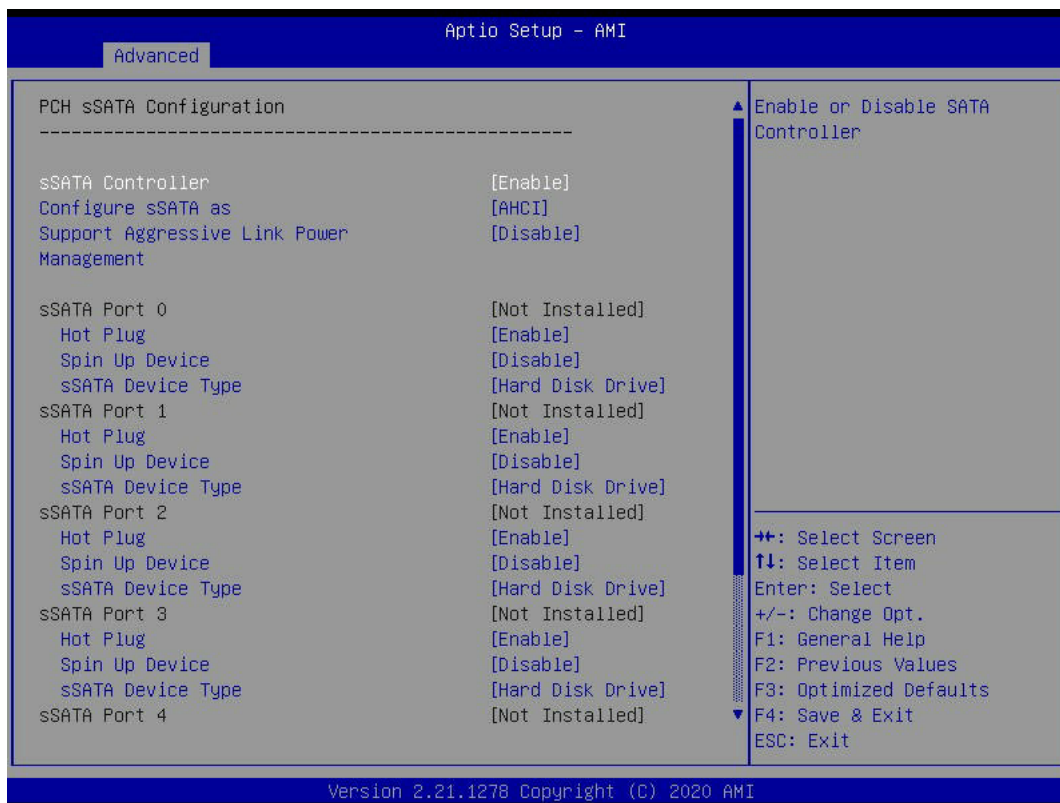 Aptio Setup - AMI
Advanced
PCH sSATA Configuration
------------------------------------------------------
sSATA Controller [Enable]
Configure sSATA as [AHCI]
Support Aggressive Link Power [Disable]
Management
sSATA Port 0 [Not Installed]
Hot Plug [Enable]
Spin Up Device [Disable]
sSATA Device Type [Hard Disk Drive]
sSATA Port 1 [Not Installed]
Hot Plug [Enable]
Spin Up Device [Disable]
sSATA Device Type [Hard Disk Drive]
sSATA Port 2 [Not Installed]
Hot Plug [Enable]
Spin Up Device [Disable]
sSATA Device Type [Hard Disk Drive]
sSATA Port 3 [Not Installed]
Hot Plug [Enable]
Spin Up Device [Disable]
sSATA Device Type [Hard Disk Drive]
sSATA Port 4 [Not Installed]
Enable or Disable SATA
Controller
→←: Select Screen
↑↓: Select Item
Enter: Select
+/-: Change Opt.
F1: General Help
F2: Previous Values
F3: Optimized Defaults
F4: Save & Exit
ESC: Exit
Version 2.21.1278 Copyright (C) 2020 AMI